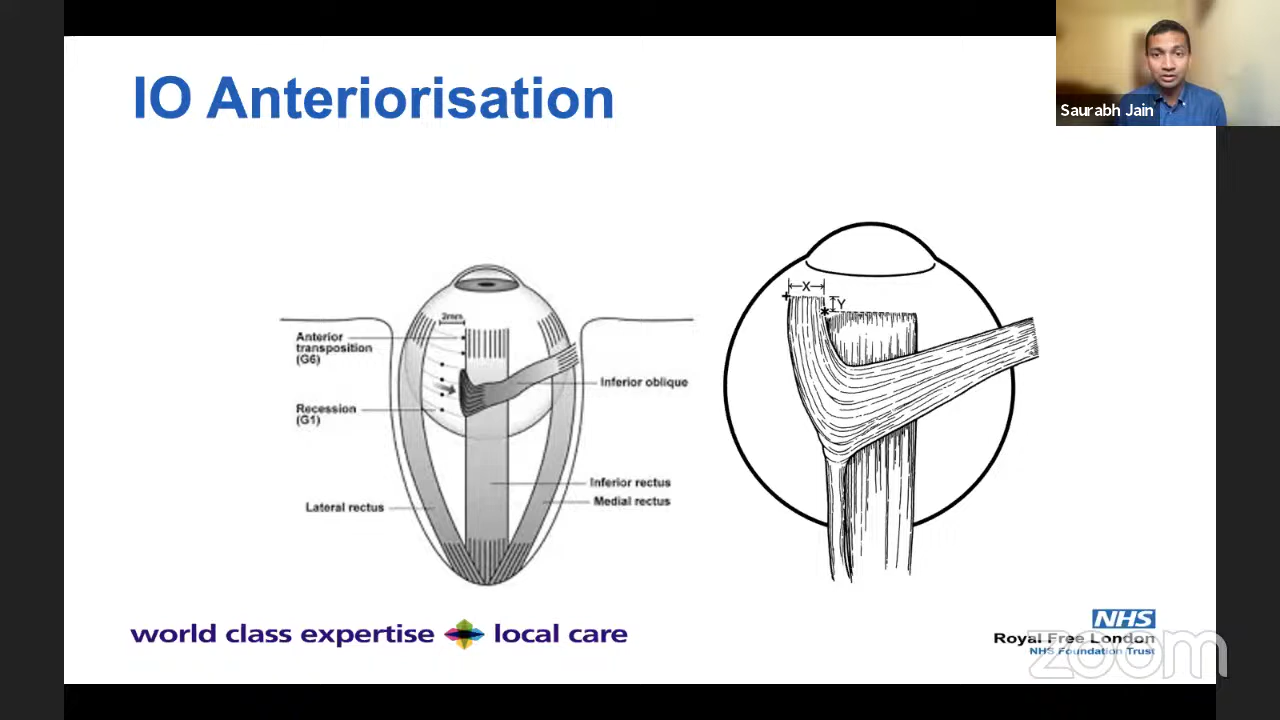 IO Anteriorisation
Saurabh Jain
2mm
Anterior
transposition
(G6)
Recession
(G1)
Lateral rectus
Inferior oblique
Inferior rectus
Medial rectus
X
Y
world class expertise local care
NHS
Royal Free London
NHS Foundation Trust
zoom